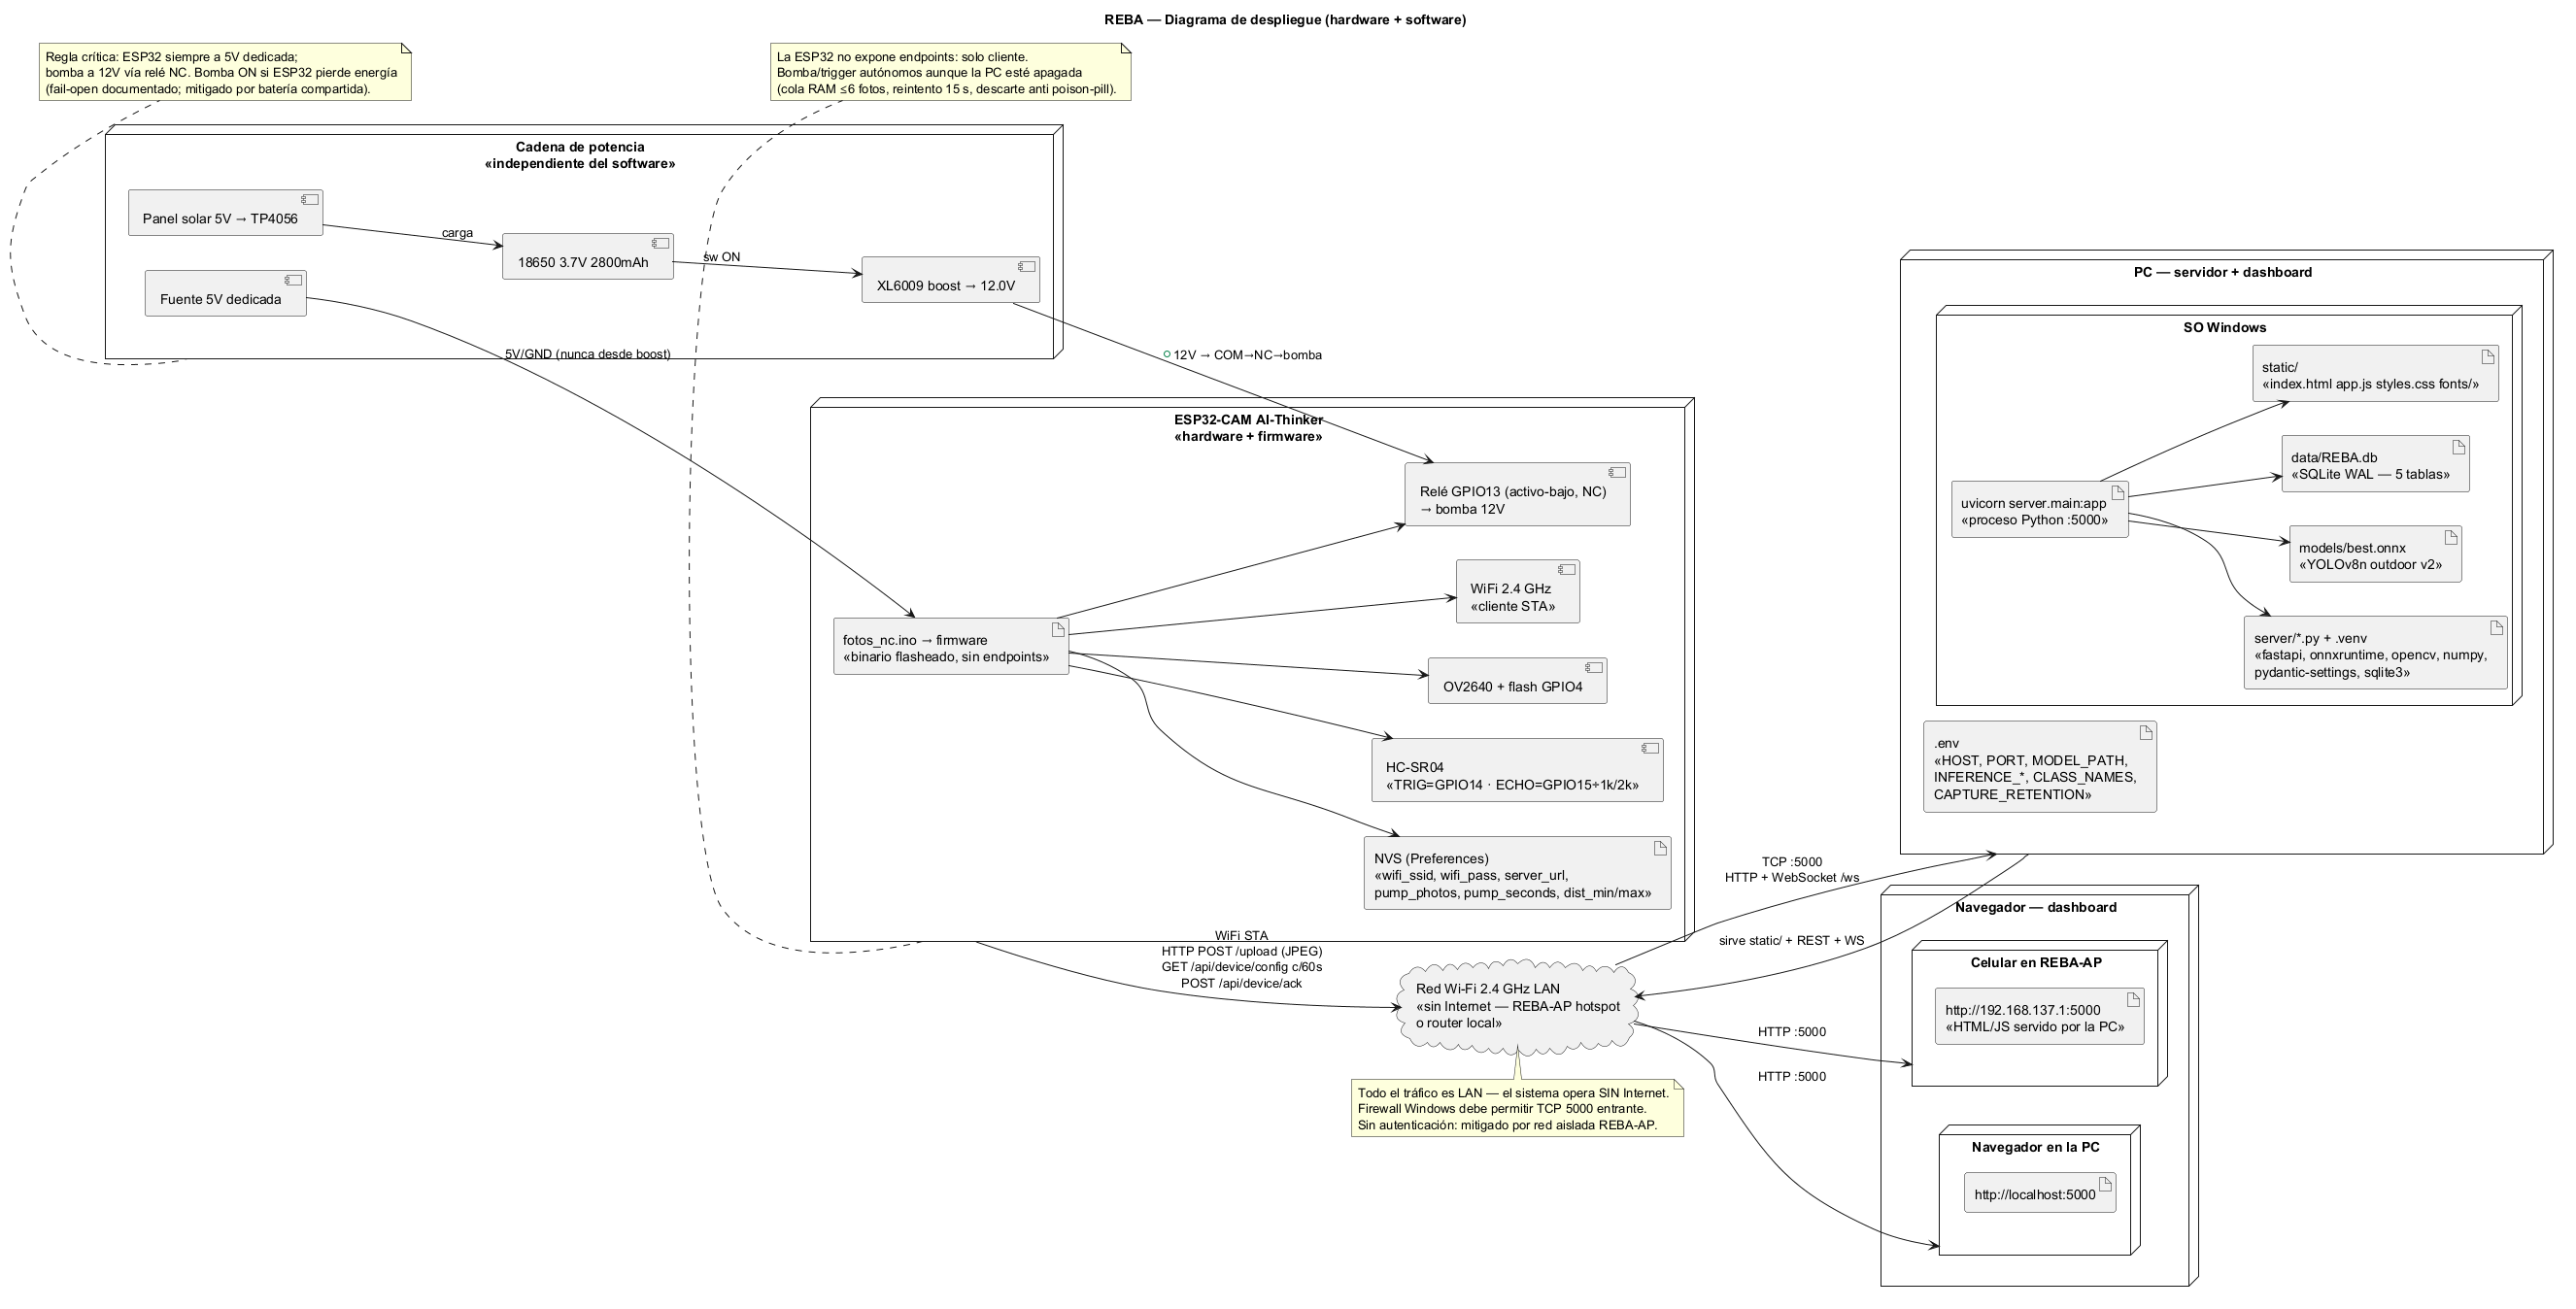 REBA — Diagrama de despliegue (hardware + software)
Regla crítica: ESP32 siempre a 5V dedicada;
bomba a 12V vía relé NC. Bomba ON si ESP32 pierde energía
(fail-open documentado; mitigado por batería compartida).
La ESP32 no expone endpoints: solo cliente.
Bomba/trigger autónomos aunque la PC esté apagada
(cola RAM ≤6 fotos, reintento 15 s, descarte anti poison-pill).
Cadena de potencia
«independiente del software»
Panel solar 5V → TP4056
carga
18650 3.7V 2800mAh
sw ON
XL6009 boost → 12.0V
Fuente 5V dedicada
5V/GND (nunca desde boost)
12V → COM→NC→bomba
ESP32-CAM AI-Thinker
«hardware + firmware»
Relé GPIO13 (activo-bajo, NC)
→ bomba 12V
WiFi 2.4 GHz
«cliente STA»
fotos_nc.ino → firmware
«binario flasheado, sin endpoints»
OV2640 + flash GPIO4
HC-SR04
«TRIG=GPIO14 · ECHO=GPIO15÷1k/2k»
NVS (Preferences)
«wifi_ssid, wifi_pass, server_url,
pump_photos, pump_seconds, dist_min/max»
PC — servidor + dashboard
SO Windows
static/
«index.html app.js styles.css fonts/»
data/REBA.db
«SQLite WAL — 5 tablas»
uvicorn server.main:app
«proceso Python :5000»
models/best.onnx
«YOLOv8n outdoor v2»
server/*.py + .venv
«fastapi, onnxruntime, opencv, numpy,
pydantic-settings, sqlite3»
.env
«HOST, PORT, MODEL_PATH,
INFERENCE_*, CLASS_NAMES,
CAPTURE_RETENTION»
TCP :5000
HTTP + WebSocket /ws
sirve static/ + REST + WS
WiFi STA
HTTP POST /upload (JPEG)
GET /api/device/config c/60s
POST /api/device/ack
Red Wi-Fi 2.4 GHz LAN
«sin Internet — REBA-AP hotspot
o router local»
HTTP :5000
HTTP :5000
Todo el tráfico es LAN — el sistema opera SIN Internet.
Firewall Windows debe permitir TCP 5000 entrante.
Sin autenticación: mitigado por red aislada REBA-AP.
Navegador — dashboard
Celular en REBA-AP
http://192.168.137.1:5000
«HTML/JS servido por la PC»
Navegador en la PC
http://localhost:5000